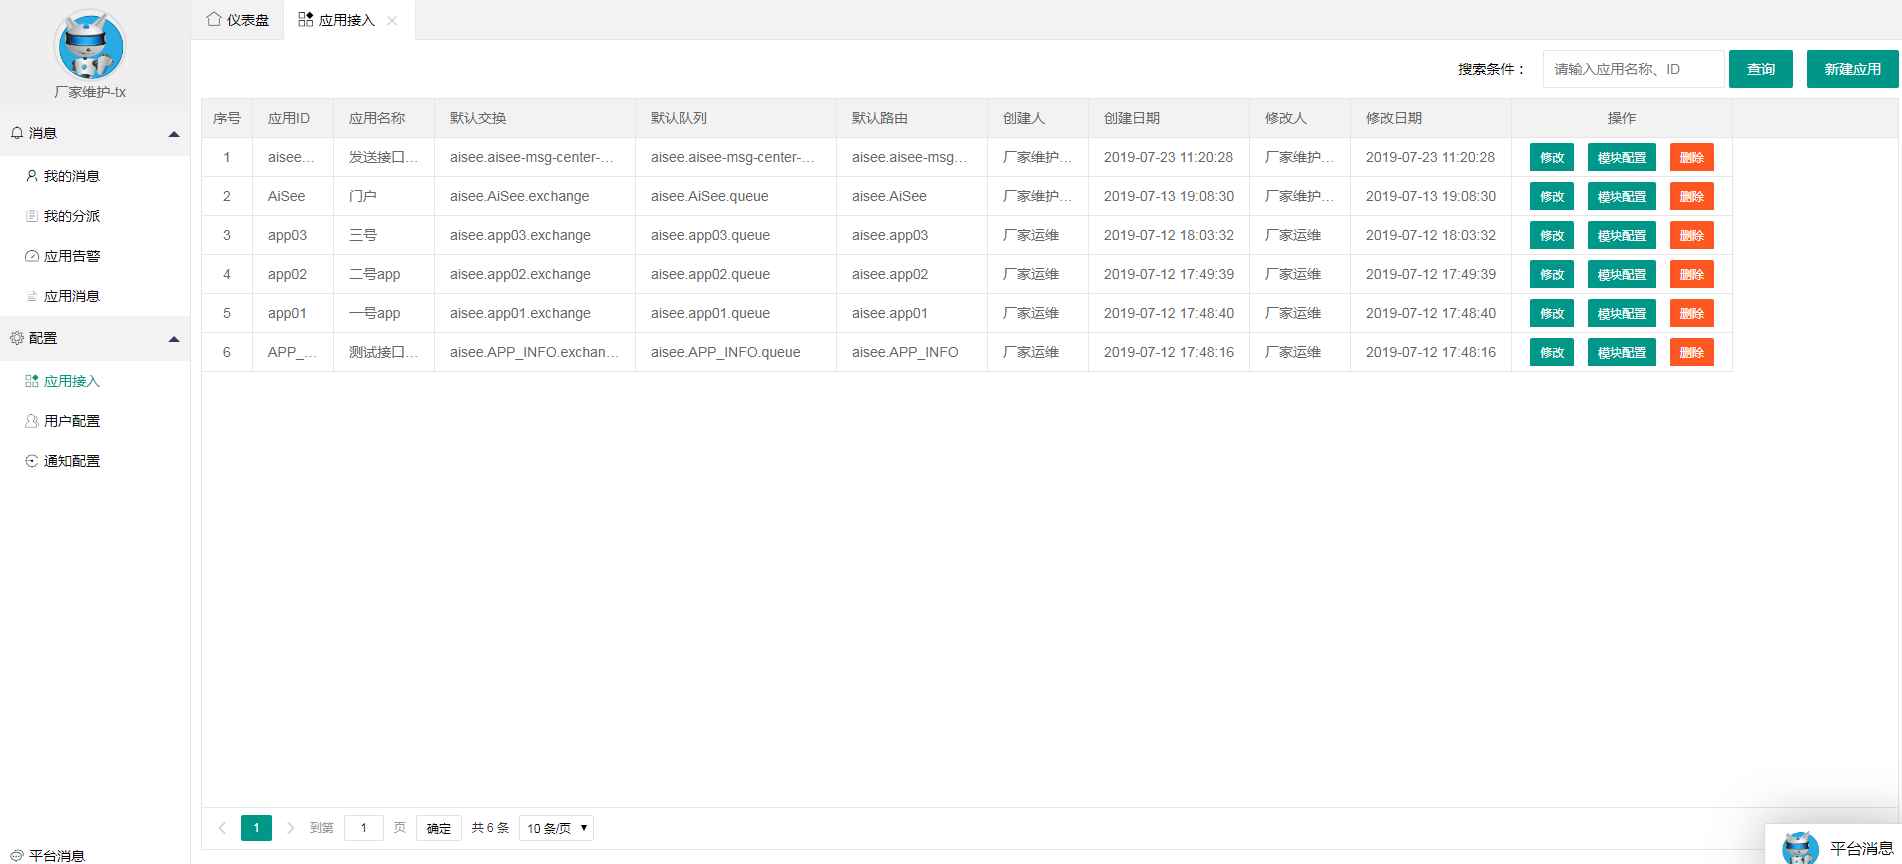 厂家维护-tx
消息
我的消息
我的分派
应用告警
应用消息
配置
应用接入
用户配置
通知配置
平台消息
仪表盘 应用接入
搜索条件： 请输入应用名称、ID 查询 新建应用
序号 应用ID 应用名称 默认交换 默认队列 默认路由 创建人 创建日期 修改人 修改日期 操作
1 aisee... 发送接口... aisee.aisee-msg-center-... aisee.aisee-msg-center-... aisee.aisee-msg... 厂家维护... 2019-07-23 11:20:28 厂家维护... 2019-07-23 11:20:28 修改 模块配置 删除
2 AiSee 门户 aisee.AiSee.exchange aisee.AiSee.queue aisee.AiSee 厂家维护... 2019-07-13 19:08:30 厂家维护... 2019-07-13 19:08:30 修改 模块配置 删除
3 app03 三号 aisee.app03.exchange aisee.app03.queue aisee.app03 厂家运维 2019-07-12 18:03:32 厂家运维 2019-07-12 18:03:32 修改 模块配置 删除
4 app02 二号app aisee.app02.exchange aisee.app02.queue aisee.app02 厂家运维 2019-07-12 17:49:39 厂家运维 2019-07-12 17:49:39 修改 模块配置 删除
5 app01 一号app aisee.app01.exchange aisee.app01.queue aisee.app01 厂家运维 2019-07-12 17:48:40 厂家运维 2019-07-12 17:48:40 修改 模块配置 删除
6 APP_... 测试接口... aisee.APP_INFO.exchan... aisee.APP_INFO.queue aisee.APP_INFO 厂家运维 2019-07-12 17:48:16 厂家运维 2019-07-12 17:48:16 修改 模块配置 删除
1 到第 1 页 确定 共 6 条 10 条/页
平台消息